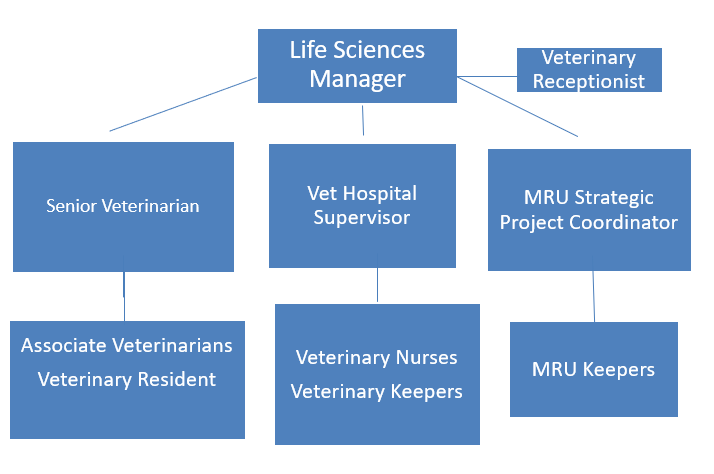 Life Sciences
Manager
Veterinary
Receptionist
Senior Veterinarian
Vet Hospital
Supervisor
MRU Strategic
Project Coordinator
Associate Veterinarians
Veterinary Resident
Veterinary Nurses
Veterinary Keepers
MRU Keepers